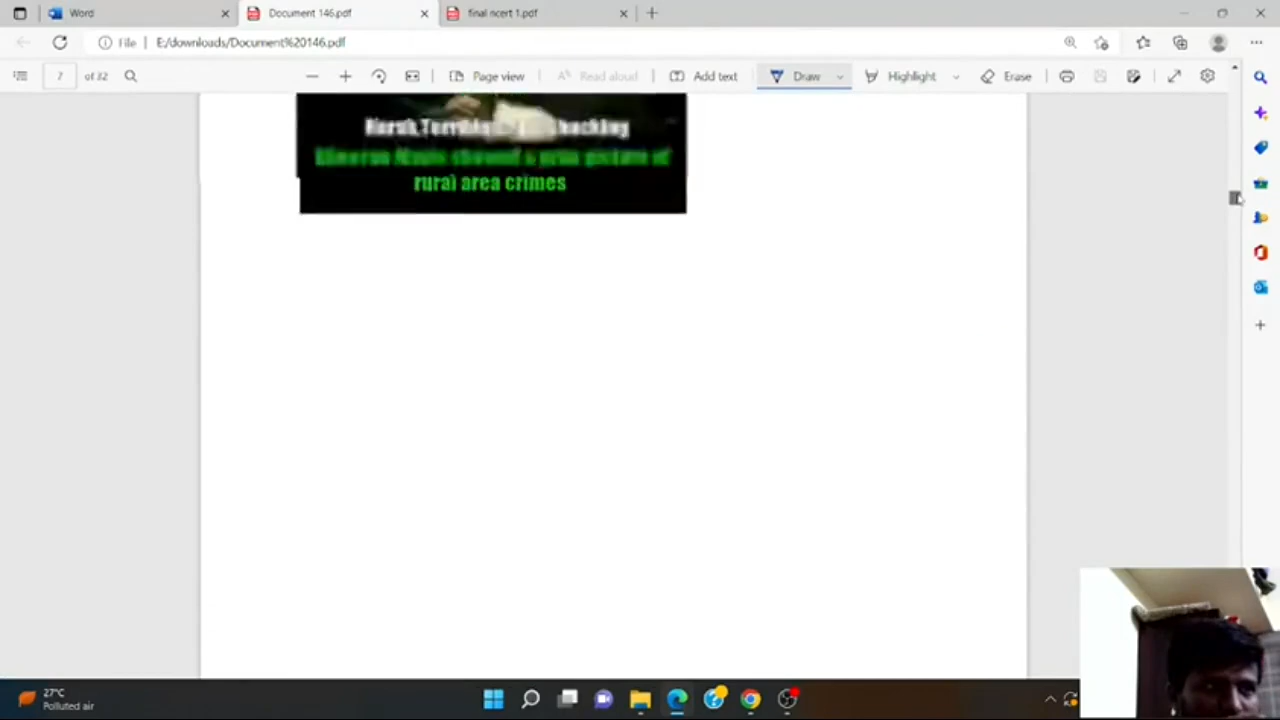 Word
Document 146.pdf
final ncert 1.pdf
File
E:/downloads/Document%20146.pdf
7
of 32
Page view
Read aloud
Add text
Draw
Highlight
Erase
rural area crimes
27°C
Polluted air